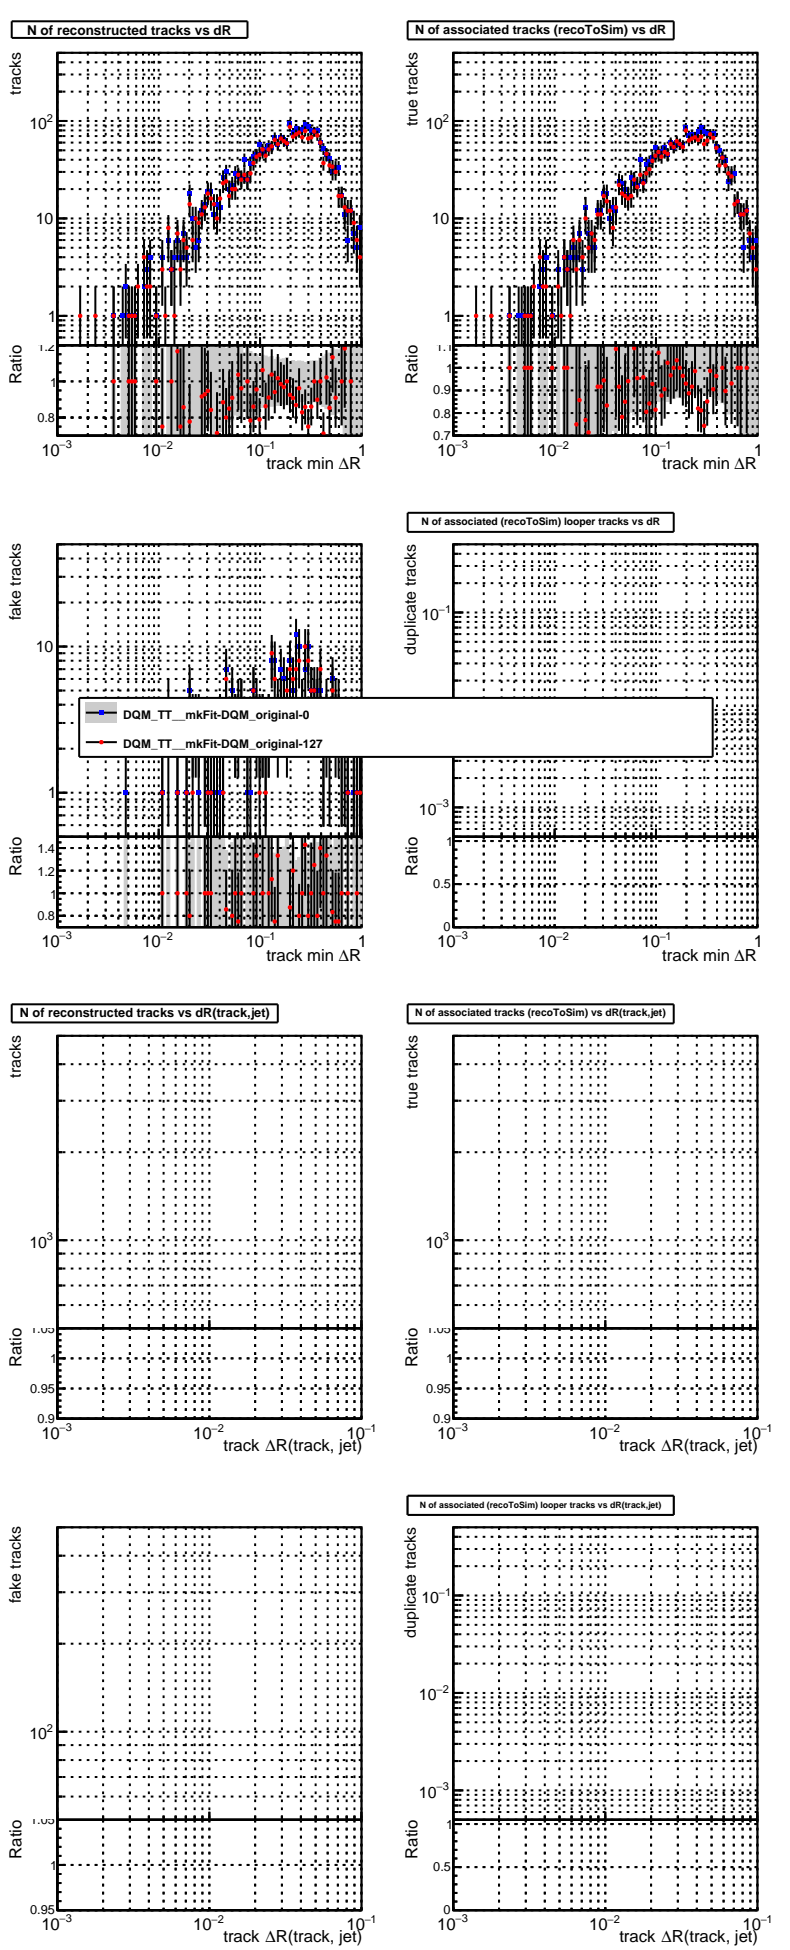 N of reconstructed tracks vs dR
N of associated tracks (recoToSim) vs dR
tracks
10²
10
1
Ratio
1.2
1
0.8
10⁻³ 10⁻² 10⁻¹ 1
track min ΔR
true tracks
10²
10
1
Ratio
1.1
1
0.9
0.8
0.7
10⁻³ 10⁻² 10⁻¹ 1
track min ΔR
N of associated (recoToSim) looper tracks vs dR
fake tracks
10
1
Ratio
1.4
1.2
1
0.8
10⁻³ 10⁻² 10⁻¹ 1
track min ΔR
duplicate tracks
10⁻¹
10⁻³
Ratio
1
0.5
0
10⁻³ 10⁻² 10⁻¹ 1
track min ΔR
DQM_TT__mkFit-DQM_original-0
DQM_TT__mkFit-DQM_original-127
N of reconstructed tracks vs dR(track,jet)
N of associated tracks (recoToSim) vs dR(track,jet)
tracks
10³
Ratio
1.05
1
0.95
0.9
10⁻³ 10⁻² 10⁻¹
track ΔR(track, jet)
true tracks
10³
Ratio
1.05
1
0.95
0.9
10⁻³ 10⁻² 10⁻¹
track ΔR(track, jet)
N of associated (recoToSim) looper tracks vs dR(track,jet)
fake tracks
10²
Ratio
1.05
1
0.95
10⁻³ 10⁻² 10⁻¹
track ΔR(track, jet)
duplicate tracks
10⁻¹
10⁻²
10⁻³
Ratio
1
0.5
0
10⁻³ 10⁻² 10⁻¹
track ΔR(track, jet)